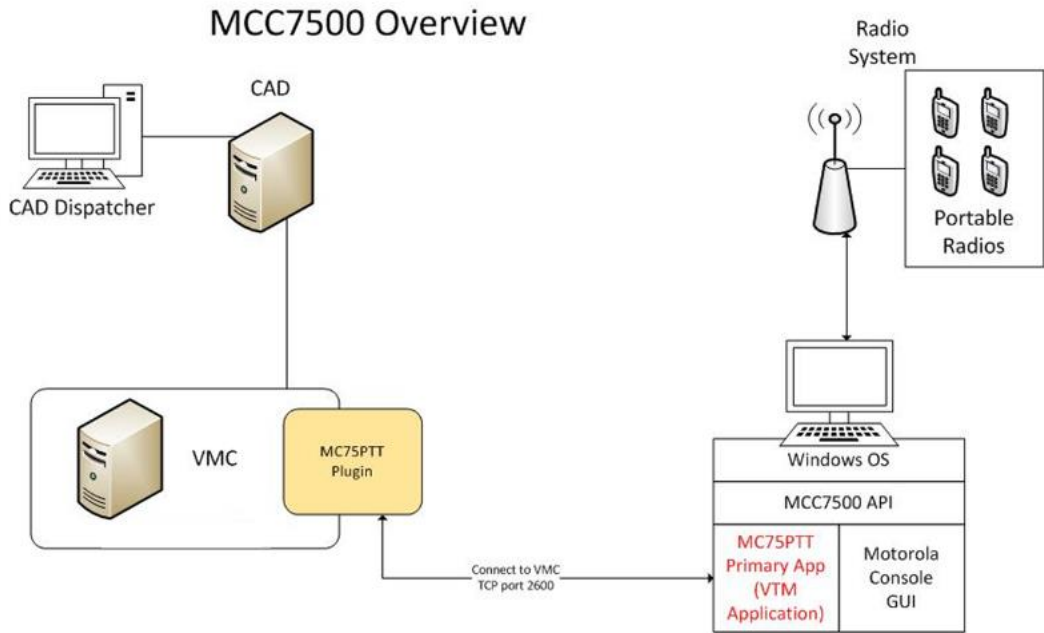 MCC7500 Overview
Radio
System
CAD
CAD Dispatcher
Portable
Radios
VMC
MC75PTT
Plugin
Windows OS
MCC7500 API
MC75PTT
Primary App
(VTM
Application)
Motorola
Console
GUI
Connect to VMC
TCP port 2600